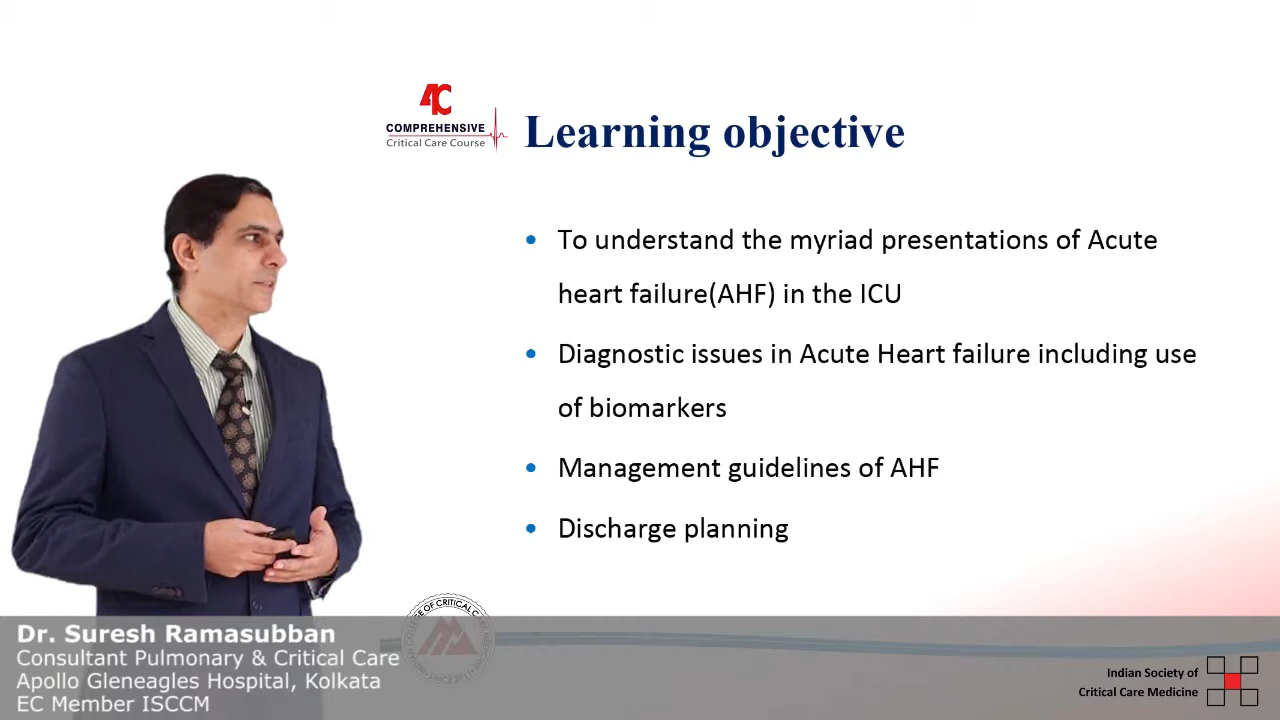 4C
COMPREHENSIVE
Critical Care Course
Learning objective
• To understand the myriad presentations of Acute
heart failure(AHF) in the ICU
• Diagnostic issues in Acute Heart failure including use
of biomarkers
• Management guidelines of AHF
• Discharge planning
Dr. Suresh Ramasubban
Consultant Pulmonary & Critical Care
Apollo Gleneagles Hospital, Kolkata
EC Member ISCCM
OF CRITICAL
Indian Society of
Critical Care Medicine